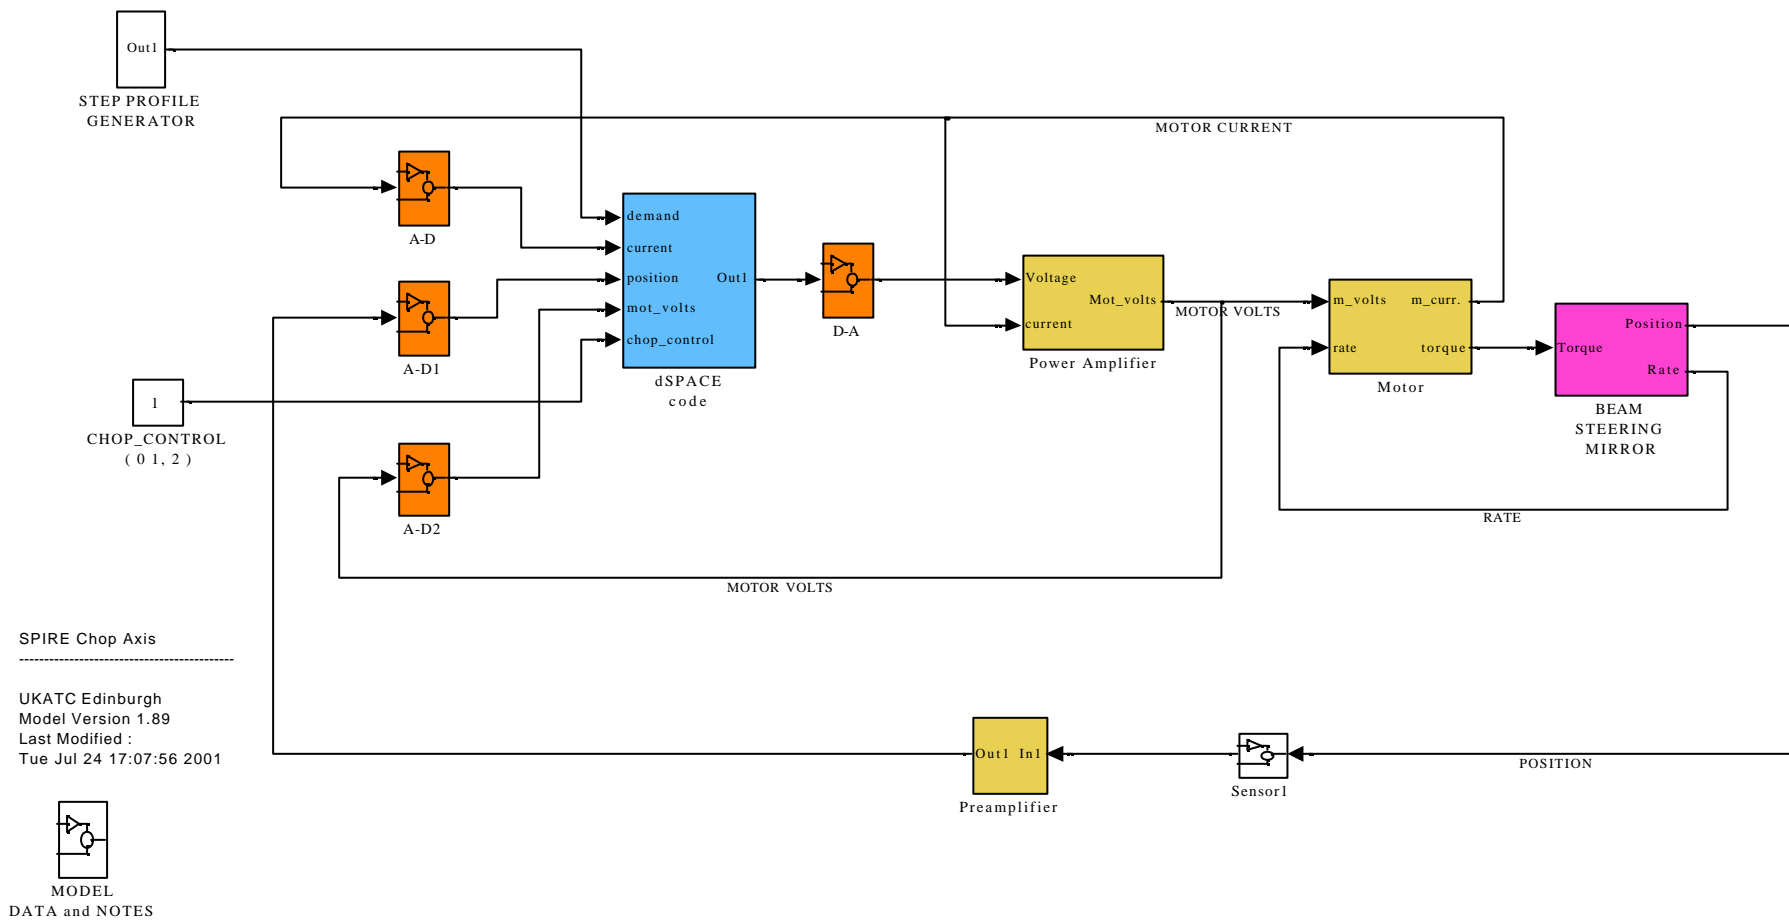 Out1
STEP PROFILE
GENERATOR
MOTOR CURRENT
A-D
demand
current
position
mot_volts
chop_control
Out1
dSPACE
code
A-D1
1
CHOP_CONTROL
( 0 1, 2 )
A-D2
D-A
Voltage
current
Mot_volts
Power Amplifier
MOTOR VOLTS
m_volts
rate
m_curr.
torque
Motor
Torque
Position
Rate
BEAM
STEERING
MIRROR
RATE
MOTOR VOLTS
SPIRE Chop Axis
-------------------------------------------
UKATC Edinburgh
Model Version 1.89
Last Modified :
Tue Jul 24 17:07:56 2001
Out1 In1
Preamplifier
Sensor1
POSITION
MODEL
DATA and NOTES